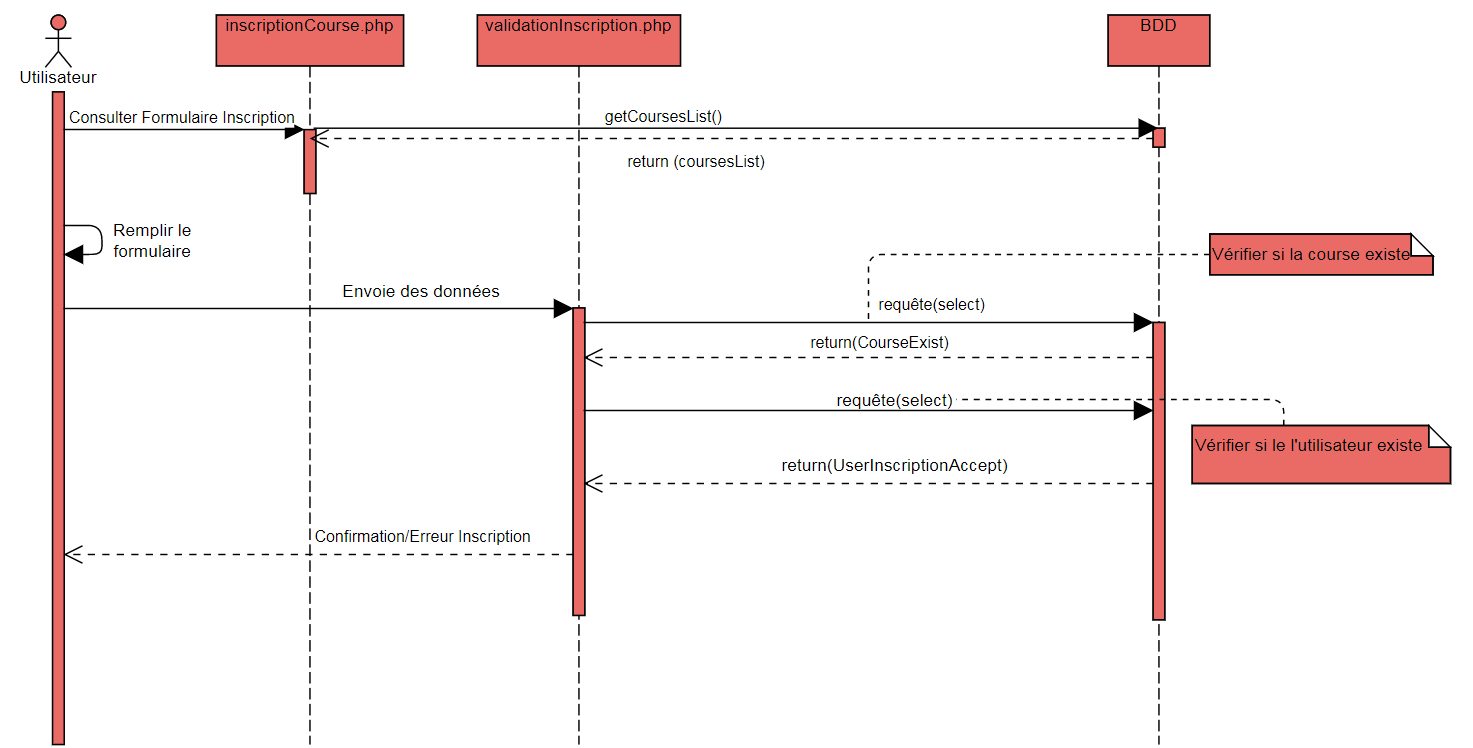 inscriptionCourse.php
validationInscription.php
BDD
Utilisateur
Consulter Formulaire Inscription
getCoursesList()
return (coursesList)
Remplir le
formulaire
Vérifier si la course existe
Envoie des données
requête(select)
return(CourseExist)
requête(select)
Vérifier si le l'utilisateur existe
return(UserInscriptionAccept)
Confirmation/Erreur Inscription